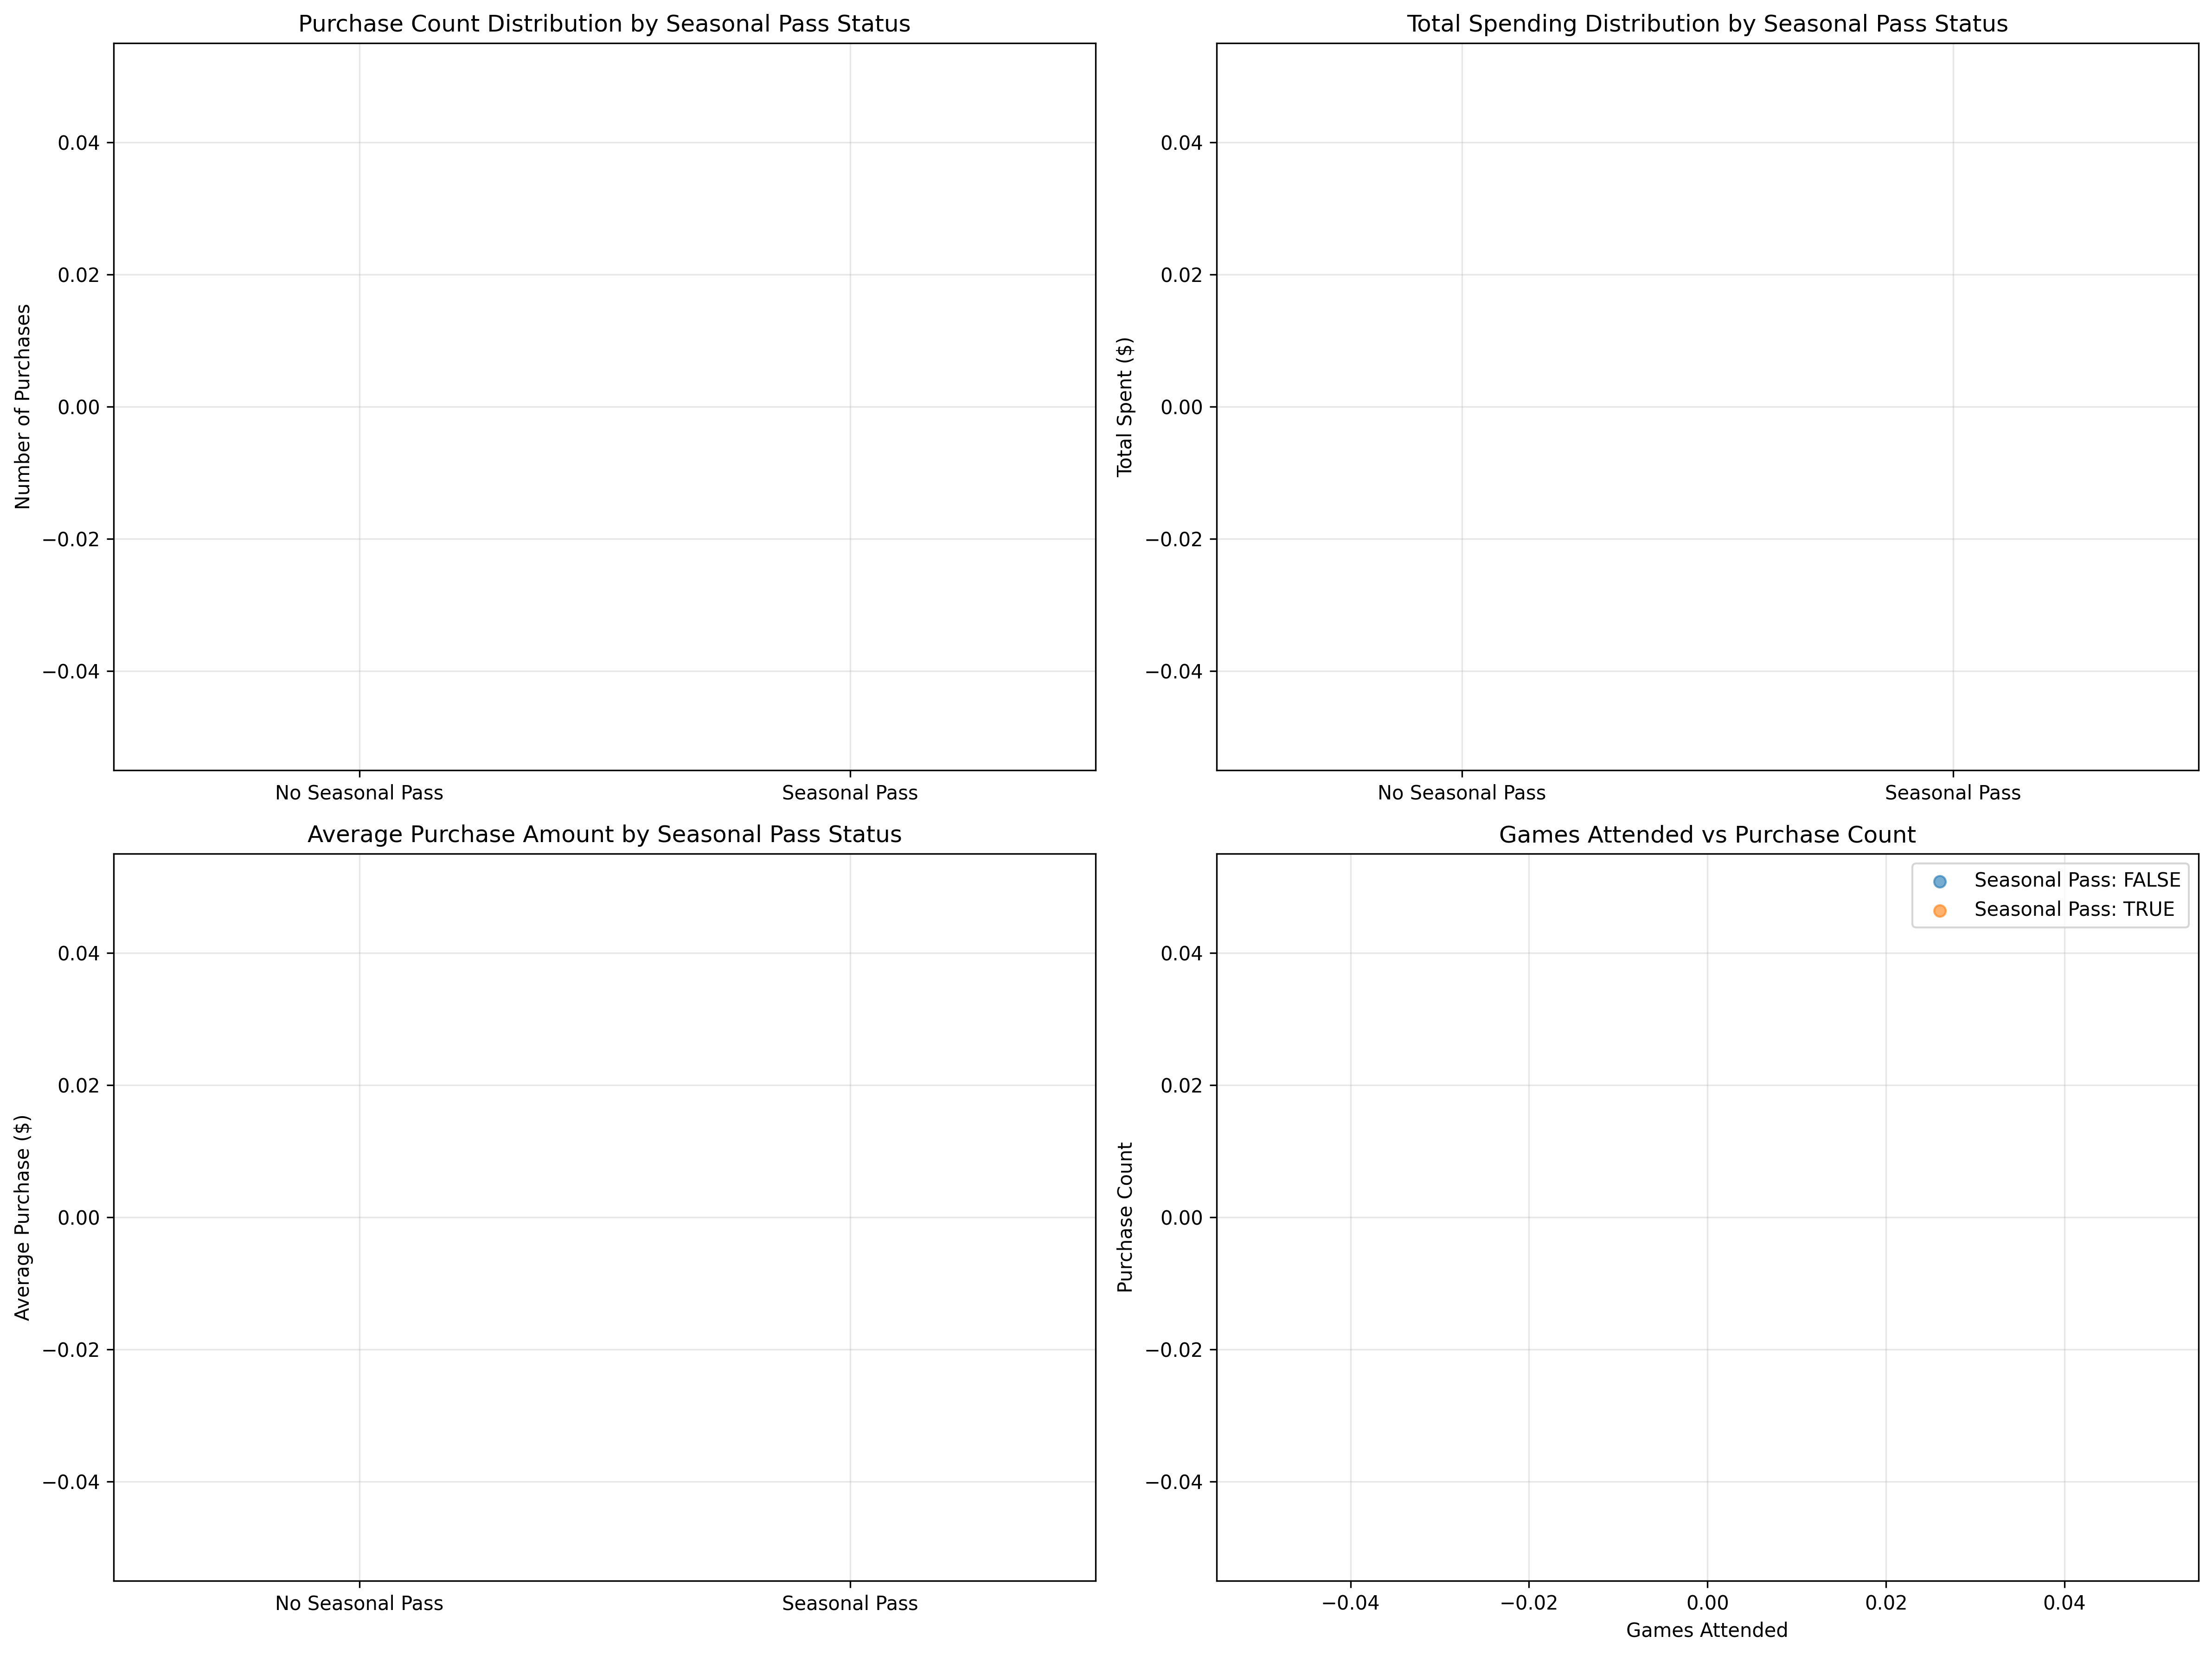 Purchase Count Distribution by Seasonal Pass Status
Number of Purchases
0.04
0.02
0.00
−0.02
−0.04
No Seasonal Pass
Seasonal Pass
Total Spending Distribution by Seasonal Pass Status
Total Spent ($)
0.04
0.02
0.00
−0.02
−0.04
No Seasonal Pass
Seasonal Pass
Average Purchase Amount by Seasonal Pass Status
Average Purchase ($)
0.04
0.02
0.00
−0.02
−0.04
No Seasonal Pass
Seasonal Pass
Games Attended vs Purchase Count
Seasonal Pass: FALSE
Seasonal Pass: TRUE
Purchase Count
0.04
0.02
0.00
−0.02
−0.04
−0.04
−0.02
0.00
0.02
0.04
Games Attended